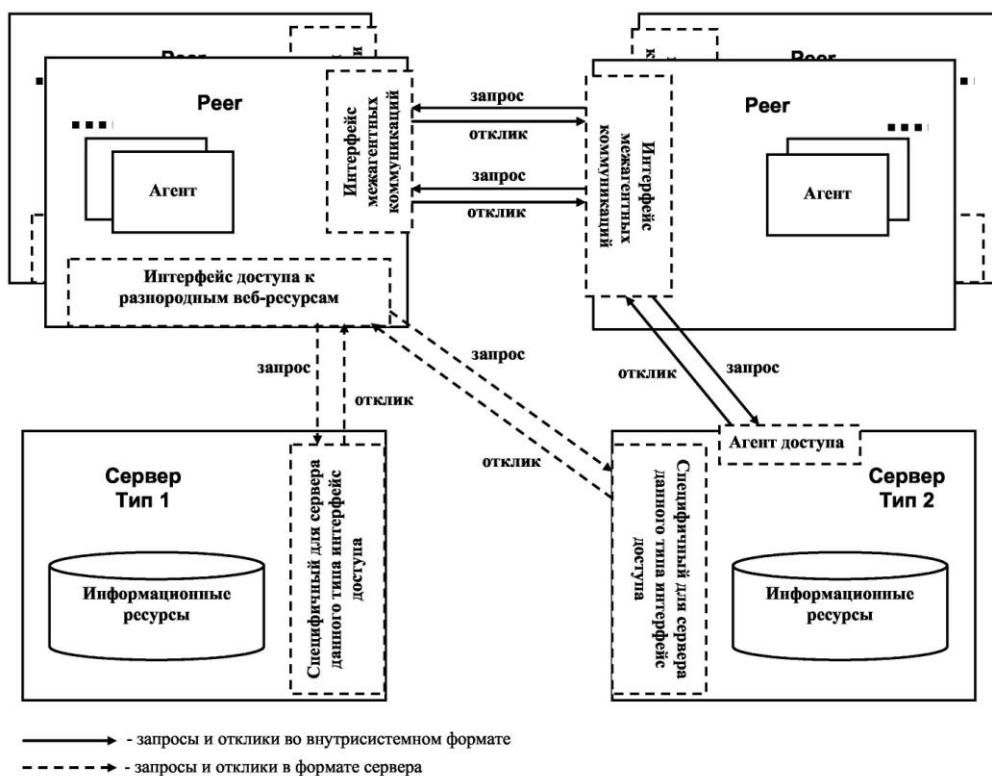 Peer
Peer
Peer
Peer
Агент
Интерфейс
межагентных
коммуникаций
запрос
отклик
запрос
отклик
Интерфейс
межагентных
коммуникаций
Агент
Интерфейс доступа к
разнородным веб-ресурсам
запрос
отклик
запрос
отклик
отклик
запрос
Агент доступа
Сервер
Тип 1
Информационные
ресурсы
Специфичный для сервера
данного типа интерфейс
доступа
Специфичный для сервера
данного типа интерфейс
доступа
Сервер
Тип 2
Информационные
ресурсы
- запросы и отклики во внутрисистемном формате
- запросы и отклики в формате сервера